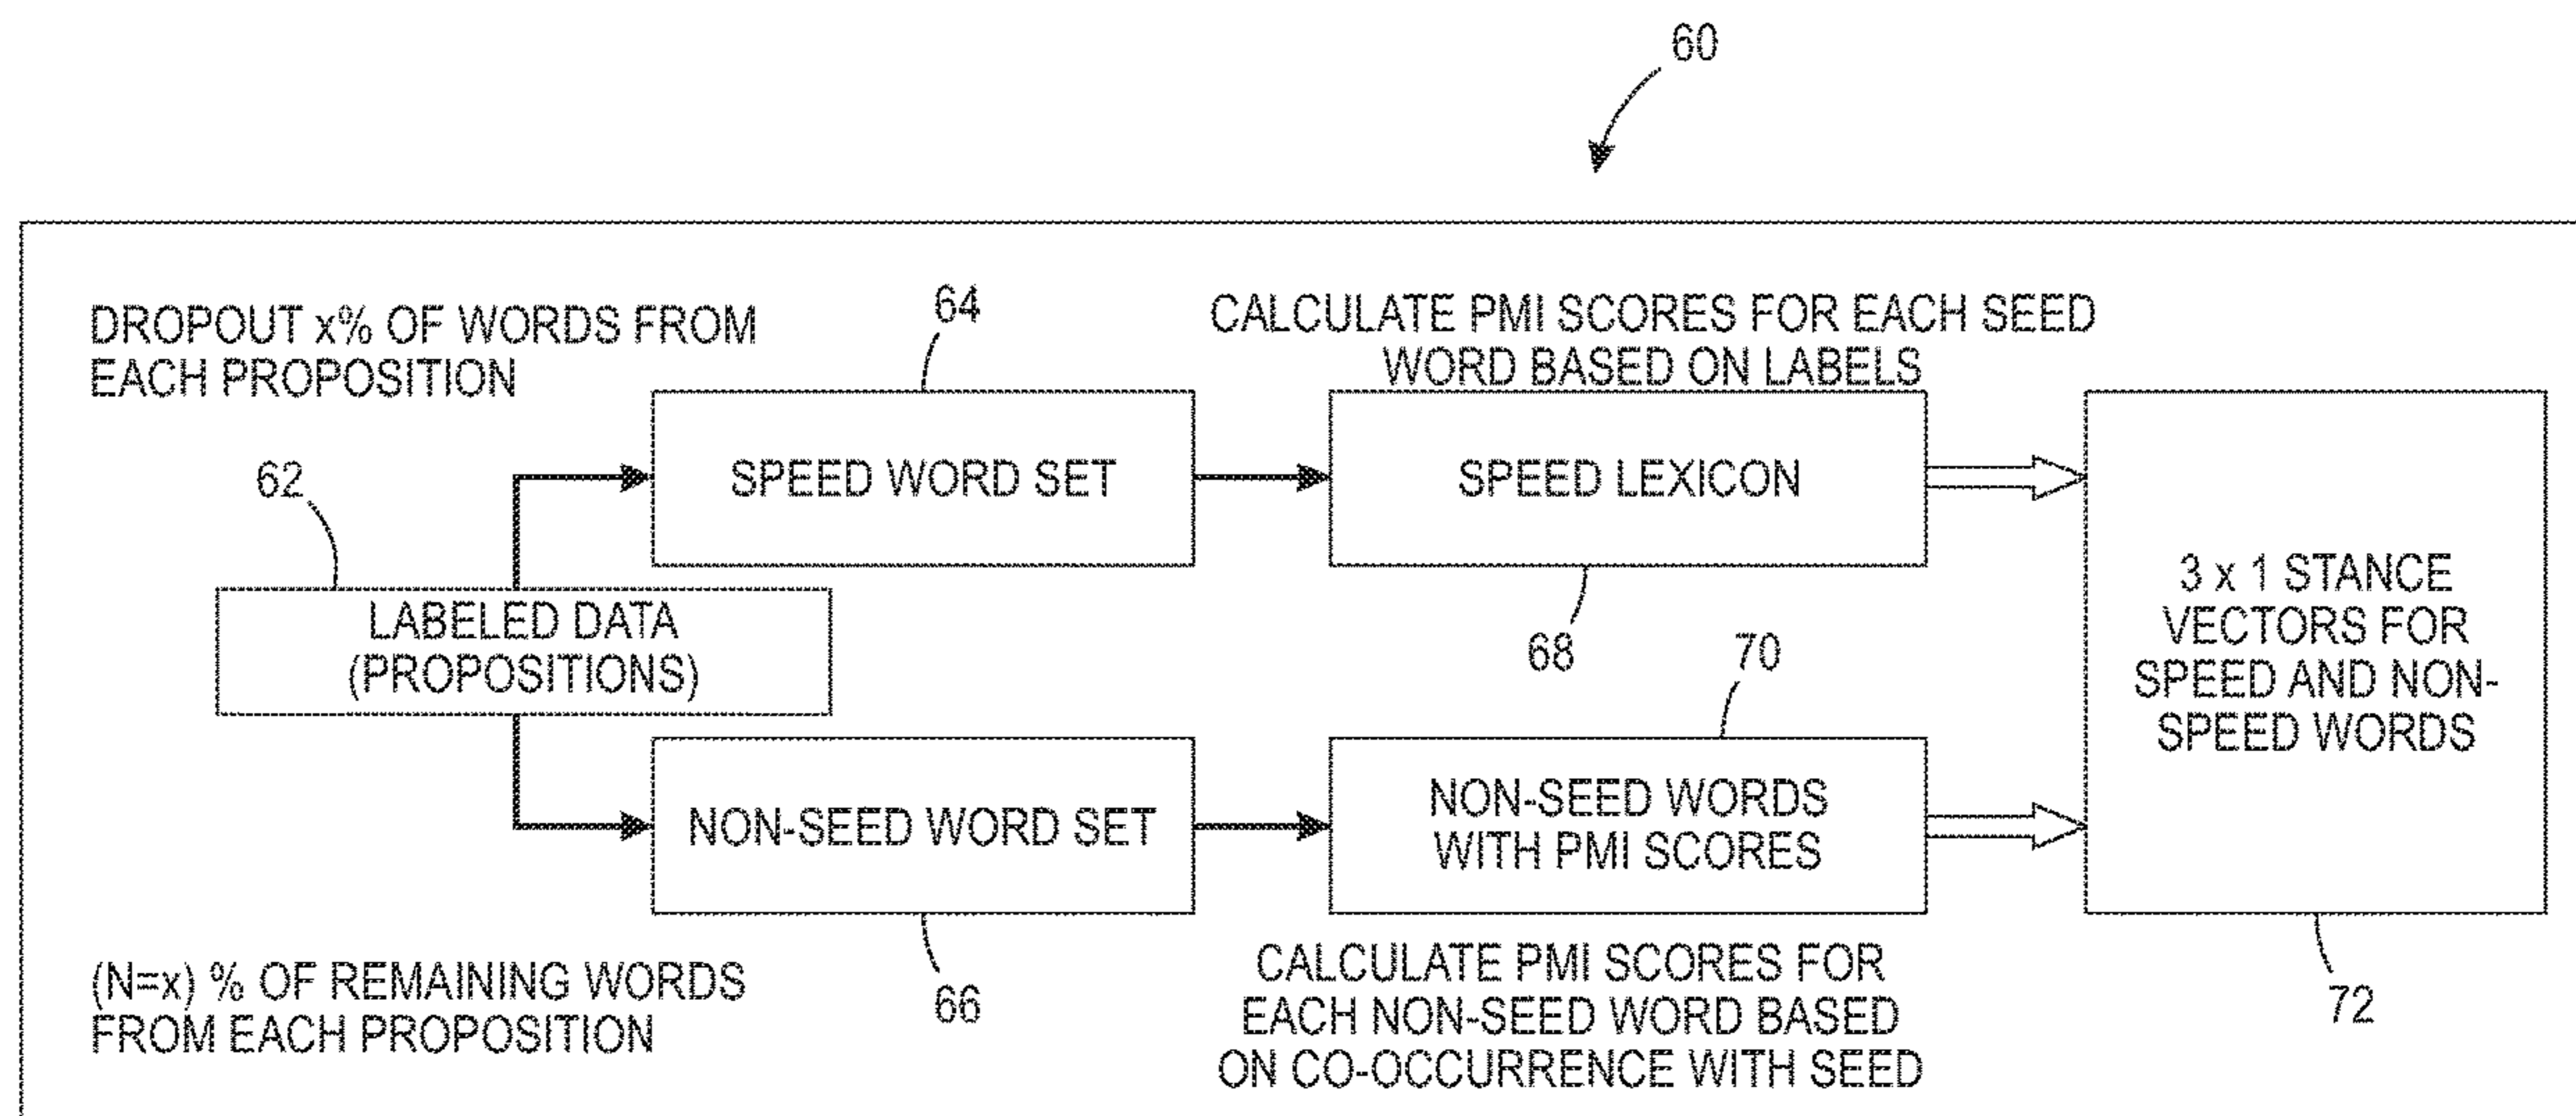 60
DROPOUT x% OF WORDS FROM
EACH PROPOSITION
64
CALCULATE PMI SCORES FOR EACH SEED
WORD BASED ON LABELS
62
SPEED WORD SET
SPEED LEXICON
LABELED DATA
(PROPOSITIONS)
68
70
3 x 1 STANCE
VECTORS FOR
SPEED AND NON-
SPEED WORDS
NON-SEED WORD SET
NON-SEED WORDS
WITH PMI SCORES
(N=x) % OF REMAINING WORDS
FROM EACH PROPOSITION
66
CALCULATE PMI SCORES FOR
EACH NON-SEED WORD BASED
ON CO-OCCURRENCE WITH SEED
72